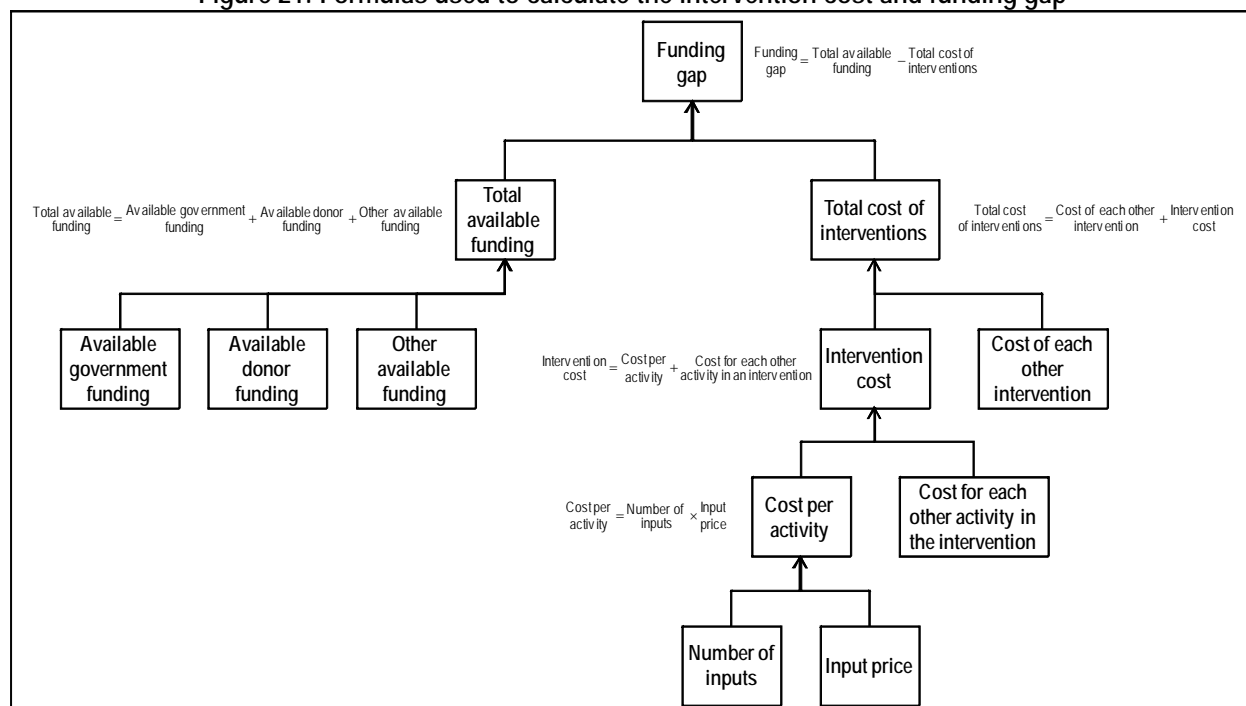 Figure 21: Formulas used to calculate the intervention cost and funding gap
Funding
gap
Funding
gap
=
Total available
funding
−
Total cost of
interventions
Total available
funding
=
Available government
funding
+
Available donor
funding
+
Other available
funding
Total
available
funding
Total cost of
interventions
Total cost
of interventions
=
Cost of each other
intervention
+
Intervention
cost
Available
government
funding
Available
donor
funding
Other
available
funding
Intervention
cost
=
Cost per
activity
+
Cost for each other
activity in an intervention
Intervention
cost
Cost of each
other
intervention
Cost per
activity
=
Number of
inputs
×
Input
price
Cost per
activity
Cost for each
other activity in
the intervention
Number of
inputs
Input price